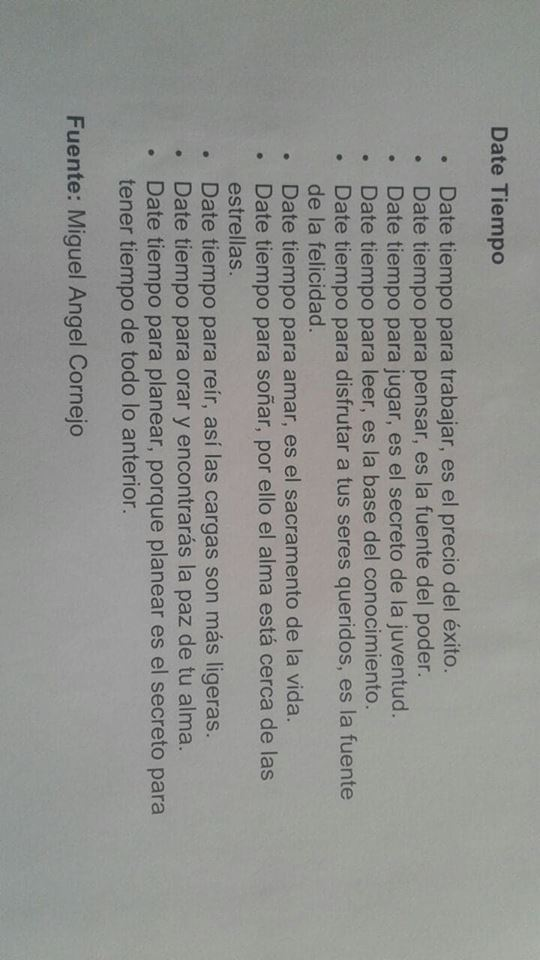 Date Tiempo
• Date tiempo para trabajar, es el precio del éxito.
• Date tiempo para pensar, es la fuente del poder.
• Date tiempo para jugar, es el secreto de la juventud.
• Date tiempo para leer, es la base del conocimiento.
• Date tiempo para disfrutar a tus seres queridos, es la fuente
de la felicidad.
• Date tiempo para amar, es el sacramento de la vida.
• Date tiempo para soñar, por ello el alma está cerca de las
estrellas.
• Date tiempo para reír, así las cargas son más ligeras.
• Date tiempo para orar y encontrarás la paz de tu alma.
• Date tiempo para planear, porque planear es el secreto para
tener tiempo de todo lo anterior.
Fuente: Miguel Angel Cornejo